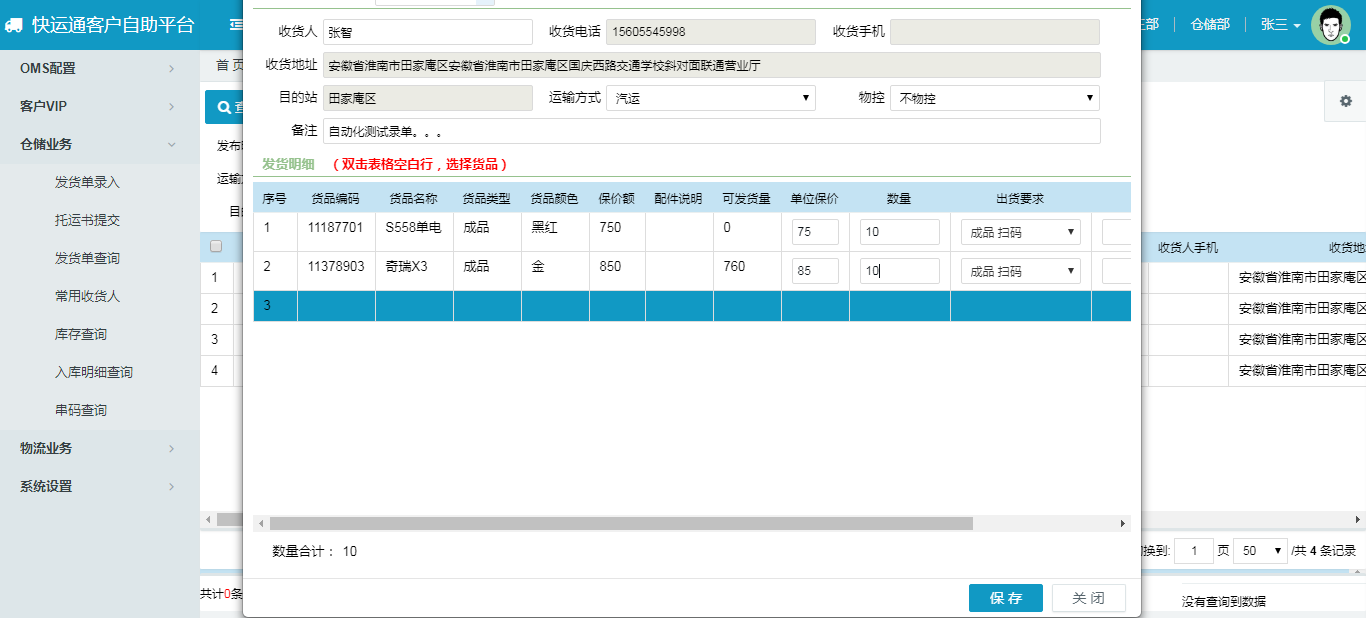 快运通客户自助平台
仓储部
张三
OMS配置
客户VIP
仓储业务
发货单录入
托运书提交
发货单查询
常用收货人
库存查询
入库明细查询
串码查询
物流业务
系统设置
首页
收货人 张智 收货电话 15605545998 收货手机
收货地址 安徽省淮南市田家庵区安徽省淮南市田家庵区国庆西路交通学校斜对面联通营业厅
目的站 田家庵区 运输方式 汽运 物控 不物控
备注 自动化测试录单。。。
发货明细 （双击表格空白行，选择货品）
序号 货品编码 货品名称 货品类型 货品颜色 保价额 配件说明 可发货量 单位保价 数量 出货要求
1 11187701 S558单电 成品 黑红 750 0 75 10 成品 扫码
2 11378903 奇瑞X3 成品 金 850 760 85 10 成品 扫码
3
数量合计： 10
保 存 关 闭
1
2
3
4
收货人手机 收货地
安徽省淮南市田家庵区
安徽省淮南市田家庵区
安徽省淮南市田家庵区
安徽省淮南市田家庵区
换到: 1 页 50 /共 4 条记录
共计0条
没有查询到数据